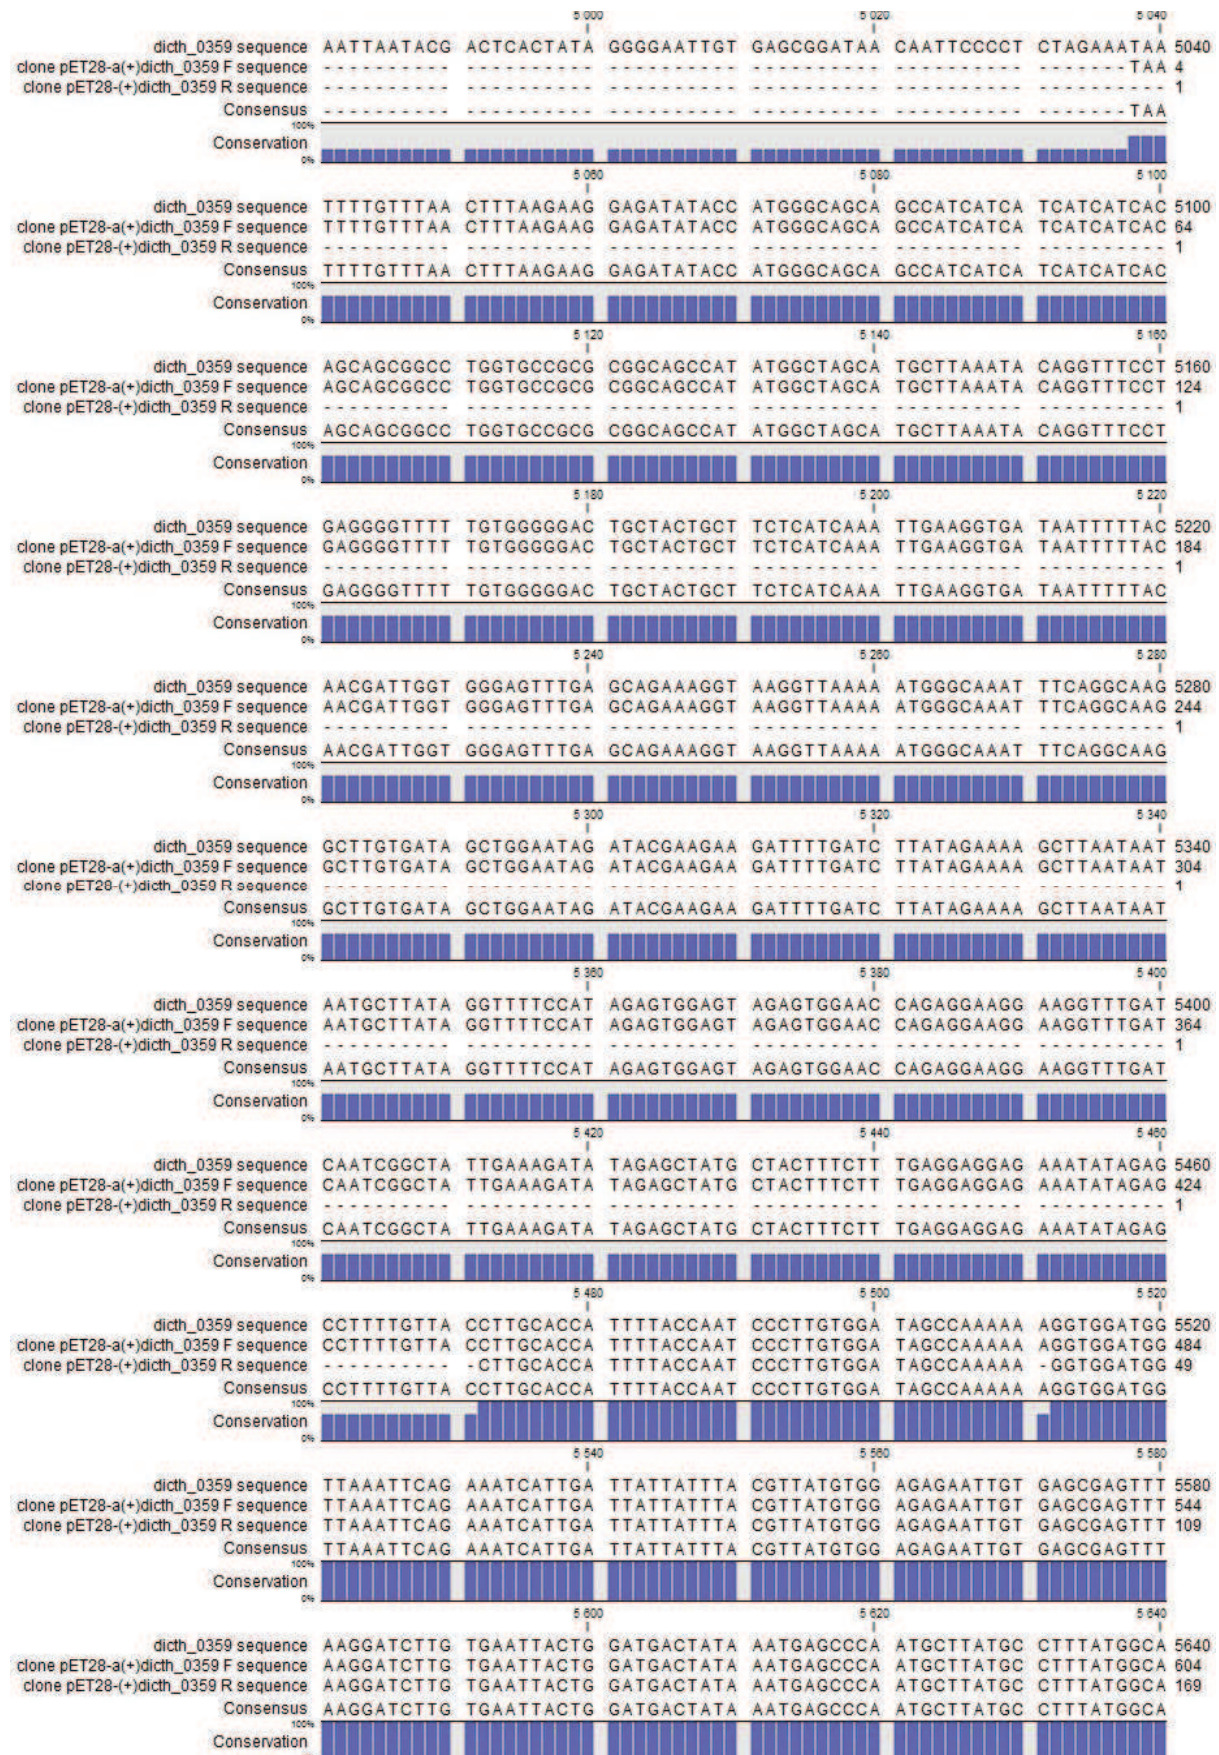 5 000 5 020 5 040
dicth_0359 sequence AATTAATACG ACTCACTATA GGGGAATTGT GAGCGGATAA CAATTCCCCT CTAGAAATAA 5040
clone pET28-a(+)dicth_0359 F sequence - - - - - - - - - - - - - - - - - - - - - - - - - - - - - - - - - - - - - - - - - - - - - - - - - - - - - - - - - TAA 4
clone pET28-(+)dicth_0359 R sequence - - - - - - - - - - - - - - - - - - - - - - - - - - - - - - - - - - - - - - - - - - - - - - - - - - - - - - - - - - - - 1
Consensus - - - - - - - - - - - - - - - - - - - - - - - - - - - - - - - - - - - - - - - - - - - - - - - - - - - - - - - - - TAA
100%
Conservation
0%
5 060 5 080 5 100
dicth_0359 sequence TTTTGTTTAA CTTTAAGAAG GAGATATACC ATGGGCAGCA GCCATCATCA TCATCATCAC 5100
clone pET28-a(+)dicth_0359 F sequence TTTTGTTTAA CTTTAAGAAG GAGATATACC ATGGGCAGCA GCCATCATCA TCATCATCAC 64
clone pET28-(+)dicth_0359 R sequence - - - - - - - - - - - - - - - - - - - - - - - - - - - - - - - - - - - - - - - - - - - - - - - - - - - - - - - - - - - - 1
Consensus TTTTGTTTAA CTTTAAGAAG GAGATATACC ATGGGCAGCA GCCATCATCA TCATCATCAC
100%
Conservation
0%
5 120 5 140 5 160
dicth_0359 sequence AGCAGCGGCC TGGTGCCGCG CGGCAGCCAT ATGGCTAGCA TGCTTAAATA CAGGTTTCCT 5160
clone pET28-a(+)dicth_0359 F sequence AGCAGCGGCC TGGTGCCGCG CGGCAGCCAT ATGGCTAGCA TGCTTAAATA CAGGTTTCCT 124
clone pET28-(+)dicth_0359 R sequence - - - - - - - - - - - - - - - - - - - - - - - - - - - - - - - - - - - - - - - - - - - - - - - - - - - - - - - - - - - - 1
Consensus AGCAGCGGCC TGGTGCCGCG CGGCAGCCAT ATGGCTAGCA TGCTTAAATA CAGGTTTCCT
100%
Conservation
0%
5 180 5 200 5 220
dicth_0359 sequence GAGGGGTTTT TGTGGGGGAC TGCTACTGCT TCTCATCAAA TTGAAGGTGA TAATTTTTAC 5220
clone pET28-a(+)dicth_0359 F sequence GAGGGGTTTT TGTGGGGGAC TGCTACTGCT TCTCATCAAA TTGAAGGTGA TAATTTTTAC 184
clone pET28-(+)dicth_0359 R sequence - - - - - - - - - - - - - - - - - - - - - - - - - - - - - - - - - - - - - - - - - - - - - - - - - - - - - - - - - - - - 1
Consensus GAGGGGTTTT TGTGGGGGAC TGCTACTGCT TCTCATCAAA TTGAAGGTGA TAATTTTTAC
100%
Conservation
0%
5 240 5 260 5 280
dicth_0359 sequence AACGATTGGT GGGAGTTTGA GCAGAAAGGT AAGGTTAAAA ATGGGCAAAT TTCAGGCAAG 5280
clone pET28-a(+)dicth_0359 F sequence AACGATTGGT GGGAGTTTGA GCAGAAAGGT AAGGTTAAAA ATGGGCAAAT TTCAGGCAAG 244
clone pET28-(+)dicth_0359 R sequence - - - - - - - - - - - - - - - - - - - - - - - - - - - - - - - - - - - - - - - - - - - - - - - - - - - - - - - - - - - - 1
Consensus AACGATTGGT GGGAGTTTGA GCAGAAAGGT AAGGTTAAAA ATGGGCAAAT TTCAGGCAAG
100%
Conservation
0%
5 300 5 320 5 340
dicth_0359 sequence GCTTGTGATA GCTGGAATAG ATACGAAGAA GATTTTGATC TTATAGAAAA GCTTAATAAT 5340
clone pET28-a(+)dicth_0359 F sequence GCTTGTGATA GCTGGAATAG ATACGAAGAA GATTTTGATC TTATAGAAAA GCTTAATAAT 304
clone pET28-(+)dicth_0359 R sequence - - - - - - - - - - - - - - - - - - - - - - - - - - - - - - - - - - - - - - - - - - - - - - - - - - - - - - - - - - - - 1
Consensus GCTTGTGATA GCTGGAATAG ATACGAAGAA GATTTTGATC TTATAGAAAA GCTTAATAAT
100%
Conservation
0%
5 360 5 380 5 400
dicth_0359 sequence AATGCTTATA GGTTTTCCAT AGAGTGGAGT AGAGTGGAAC CAGAGGAAGG AAGGTTTGAT 5400
clone pET28-a(+)dicth_0359 F sequence AATGCTTATA GGTTTTCCAT AGAGTGGAGT AGAGTGGAAC CAGAGGAAGG AAGGTTTGAT 364
clone pET28-(+)dicth_0359 R sequence - - - - - - - - - - - - - - - - - - - - - - - - - - - - - - - - - - - - - - - - - - - - - - - - - - - - - - - - - - - - 1
Consensus AATGCTTATA GGTTTTCCAT AGAGTGGAGT AGAGTGGAAC CAGAGGAAGG AAGGTTTGAT
100%
Conservation
0%
5 420 5 440 5 460
dicth_0359 sequence CAATCGGCTA TTGAAAGATA TAGAGCTATG CTACTTTCTT TGAGGAGGAG AAATATAGAG 5460
clone pET28-a(+)dicth_0359 F sequence CAATCGGCTA TTGAAAGATA TAGAGCTATG CTACTTTCTT TGAGGAGGAG AAATATAGAG 424
clone pET28-(+)dicth_0359 R sequence - - - - - - - - - - - - - - - - - - - - - - - - - - - - - - - - - - - - - - - - - - - - - - - - - - - - - - - - - - - - 1
Consensus CAATCGGCTA TTGAAAGATA TAGAGCTATG CTACTTTCTT TGAGGAGGAG AAATATAGAG
100%
Conservation
0%
5 480 5 500 5 520
dicth_0359 sequence CCTTTTGTTA CCTTGCACCA TTTTACCAAT CCCTTGTGGA TAGCCAAAAA AGGTGGATGG 5520
clone pET28-a(+)dicth_0359 F sequence CCTTTTGTTA CCTTGCACCA TTTTACCAAT CCCTTGTGGA TAGCCAAAAA AGGTGGATGG 484
clone pET28-(+)dicth_0359 R sequence - - - - - - - - - - -CTTGCACCA TTTTACCAAT CCCTTGTGGA TAGCCAAAAA -GGTGGATGG 49
Consensus CCTTTTGTTA CCTTGCACCA TTTTACCAAT CCCTTGTGGA TAGCCAAAAA AGGTGGATGG
100%
Conservation
0%
5 540 5 560 5 580
dicth_0359 sequence TTAAATTCAG AAATCATTGA TTATTATTTA CGTTATGTGG AGAGAATTGT GAGCGAGTTT 5580
clone pET28-a(+)dicth_0359 F sequence TTAAATTCAG AAATCATTGA TTATTATTTA CGTTATGTGG AGAGAATTGT GAGCGAGTTT 544
clone pET28-(+)dicth_0359 R sequence TTAAATTCAG AAATCATTGA TTATTATTTA CGTTATGTGG AGAGAATTGT GAGCGAGTTT 109
Consensus TTAAATTCAG AAATCATTGA TTATTATTTA CGTTATGTGG AGAGAATTGT GAGCGAGTTT
100%
Conservation
0%
5 600 5 620 5 640
dicth_0359 sequence AAGGATCTTG TGAATTACTG GATGACTATA AATGAGCCCA ATGCTTATGC CTTTATGGCA 5640
clone pET28-a(+)dicth_0359 F sequence AAGGATCTTG TGAATTACTG GATGACTATA AATGAGCCCA ATGCTTATGC CTTTATGGCA 604
clone pET28-(+)dicth_0359 R sequence AAGGATCTTG TGAATTACTG GATGACTATA AATGAGCCCA ATGCTTATGC CTTTATGGCA 169
Consensus AAGGATCTTG TGAATTACTG GATGACTATA AATGAGCCCA ATGCTTATGC CTTTATGGCA
100%
Conservation